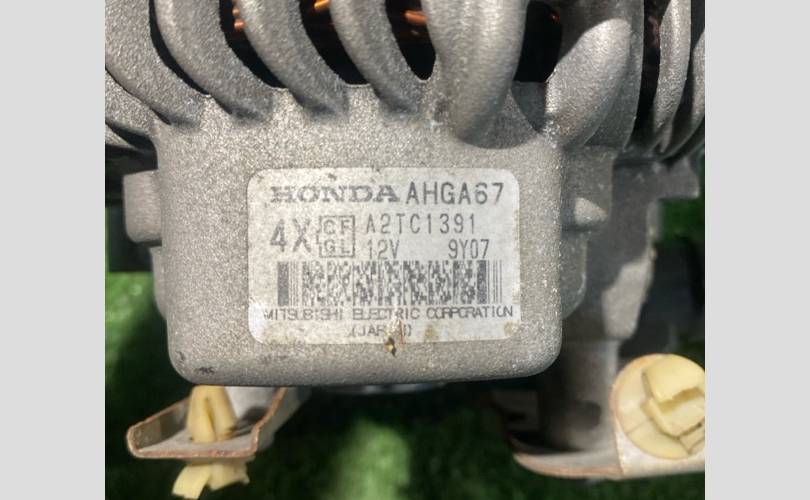 HONDA AHGA67
4X CF GL A2TC1391
12V 9Y07
MITSUBISHI ELECTRIC CORPORATION